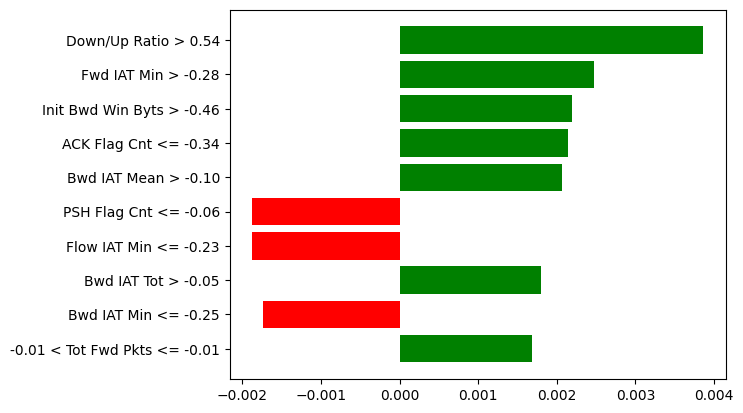 Down/Up Ratio > 0.54
Fwd IAT Min > -0.28
Init Bwd Win Byts > -0.46
ACK Flag Cnt <= -0.34
Bwd IAT Mean > -0.10
PSH Flag Cnt <= -0.06
Flow IAT Min <= -0.23
Bwd IAT Tot > -0.05
Bwd IAT Min <= -0.25
-0.01 < Tot Fwd Pkts <= -0.01
−0.002 −0.001 0.000 0.001 0.002 0.003 0.004